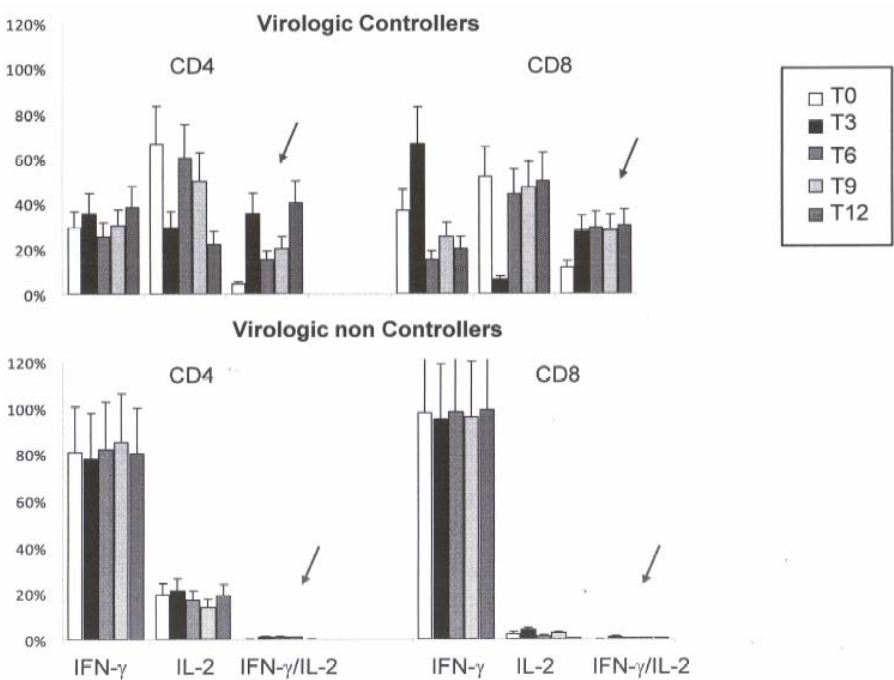 Virologic Controllers
CD4
CD8
120%
100%
80%
60%
40%
20%
0%
T0
T3
T6
T9
T12
Virologic non Controllers
CD4
CD8
120%
100%
80%
60%
40%
20%
0%
IFN-γ
IL-2
IFN-γ/IL-2
IFN-γ
IL-2
IFN-γ/IL-2